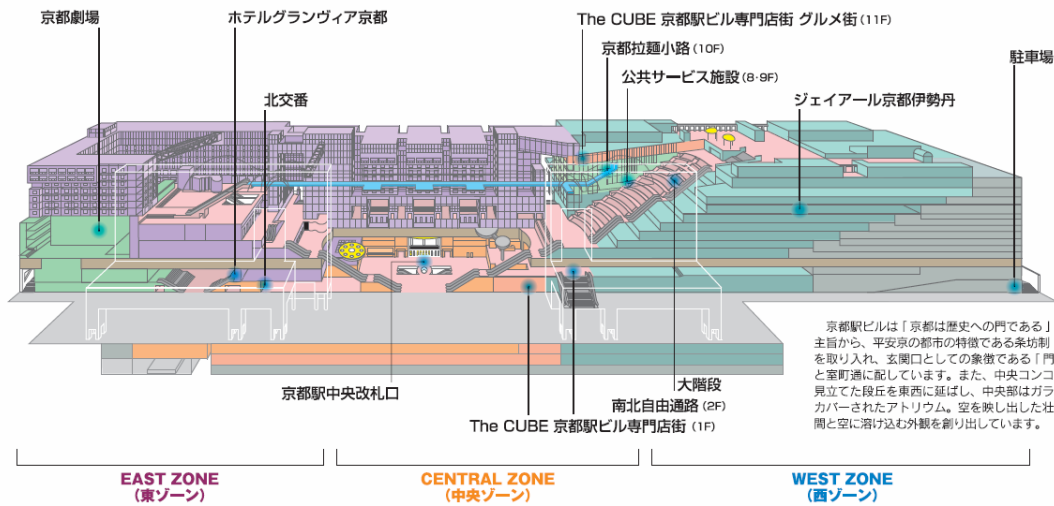 京都劇場
ホテルグランヴィア京都
北交番
The CUBE 京都駅ビル専門店街 グルメ街 (11F)
京都拉麺小路 (10F)
公共サービス施設 (8・9F)
ジェイアール京都伊勢丹
駐車場
京都駅中央改札口
大階段
南北自由通路 (2F)
The CUBE 京都駅ビル専門店街 (1F)
京都駅ビルは「京都は歴史への門である」
主旨から、平安京の都市の特徴である条坊制
を取り入れ、玄関口としての象徴である「門
と室町通に配しています。また、中央コンコ
見立てた段丘を東西に延ばし、中央部はガラ
カバーされたアトリウム。空を映し出した壮
間と空に溶け込む外観を創り出しています。
EAST ZONE
(東ゾーン)
CENTRAL ZONE
(中央ゾーン)
WEST ZONE
(西ゾーン)